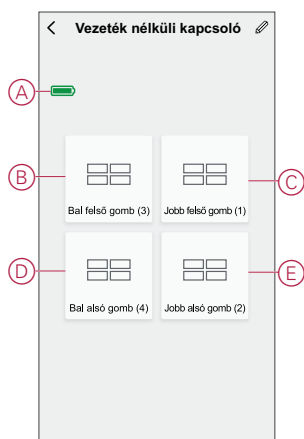 Vezeték nélküli kapcsoló
A
B
Bal felső gomb (3)
Jobb felső gomb (1)
C
D
Bal alsó gomb (4)
Jobb alsó gomb (2)
E